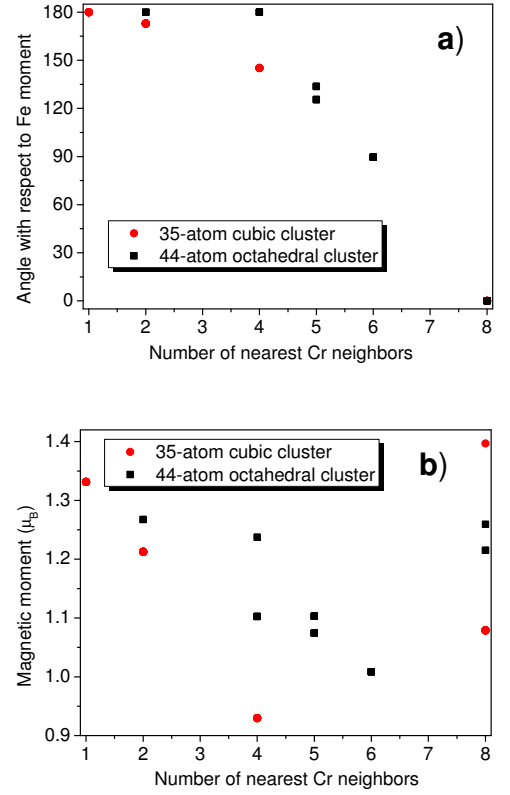 180
150
120
90
60
30
0
Angle with respect to Fe moment
a)
35-atom cubic cluster
44-atom octahedral cluster
1 2 3 4 5 6 7 8
Number of nearest Cr neighbors
1.4
1.3
1.2
1.1
1.0
0.9
Magnetic moment (μB)
35-atom cubic cluster
44-atom octahedral cluster
b)
1 2 3 4 5 6 7 8
Number of nearest Cr neighbors